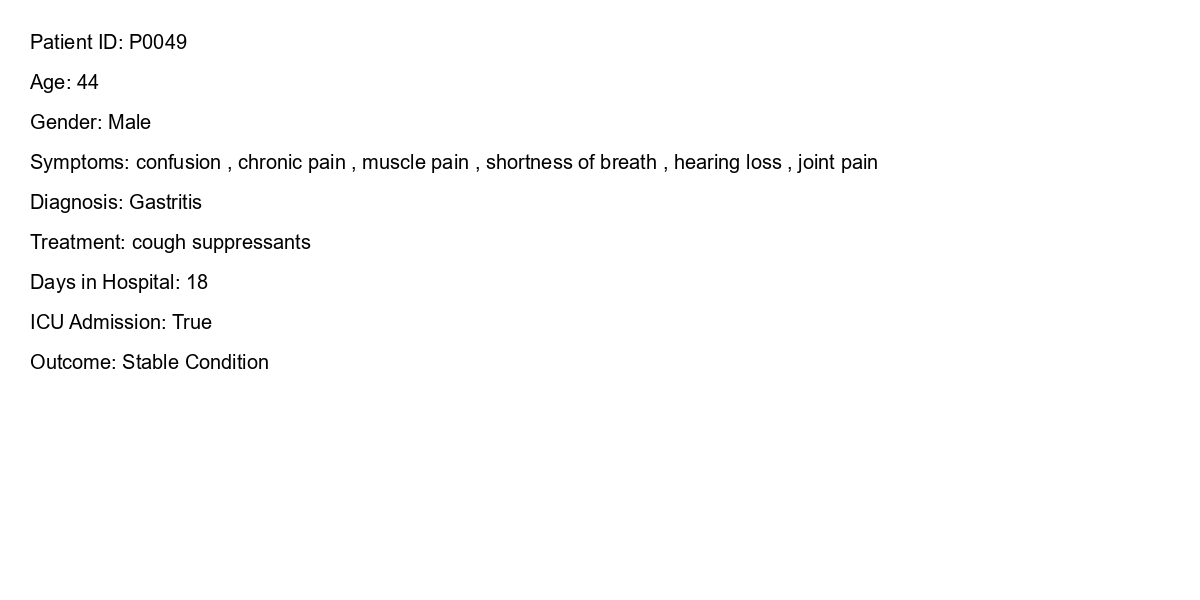 Patient ID: P0049
Age: 44
Gender: Male
Symptoms: confusion , chronic pain , muscle pain , shortness of breath , hearing loss , joint pain
Diagnosis: Gastritis
Treatment: cough suppressants
Days in Hospital: 18
ICU Admission: True
Outcome: Stable Condition